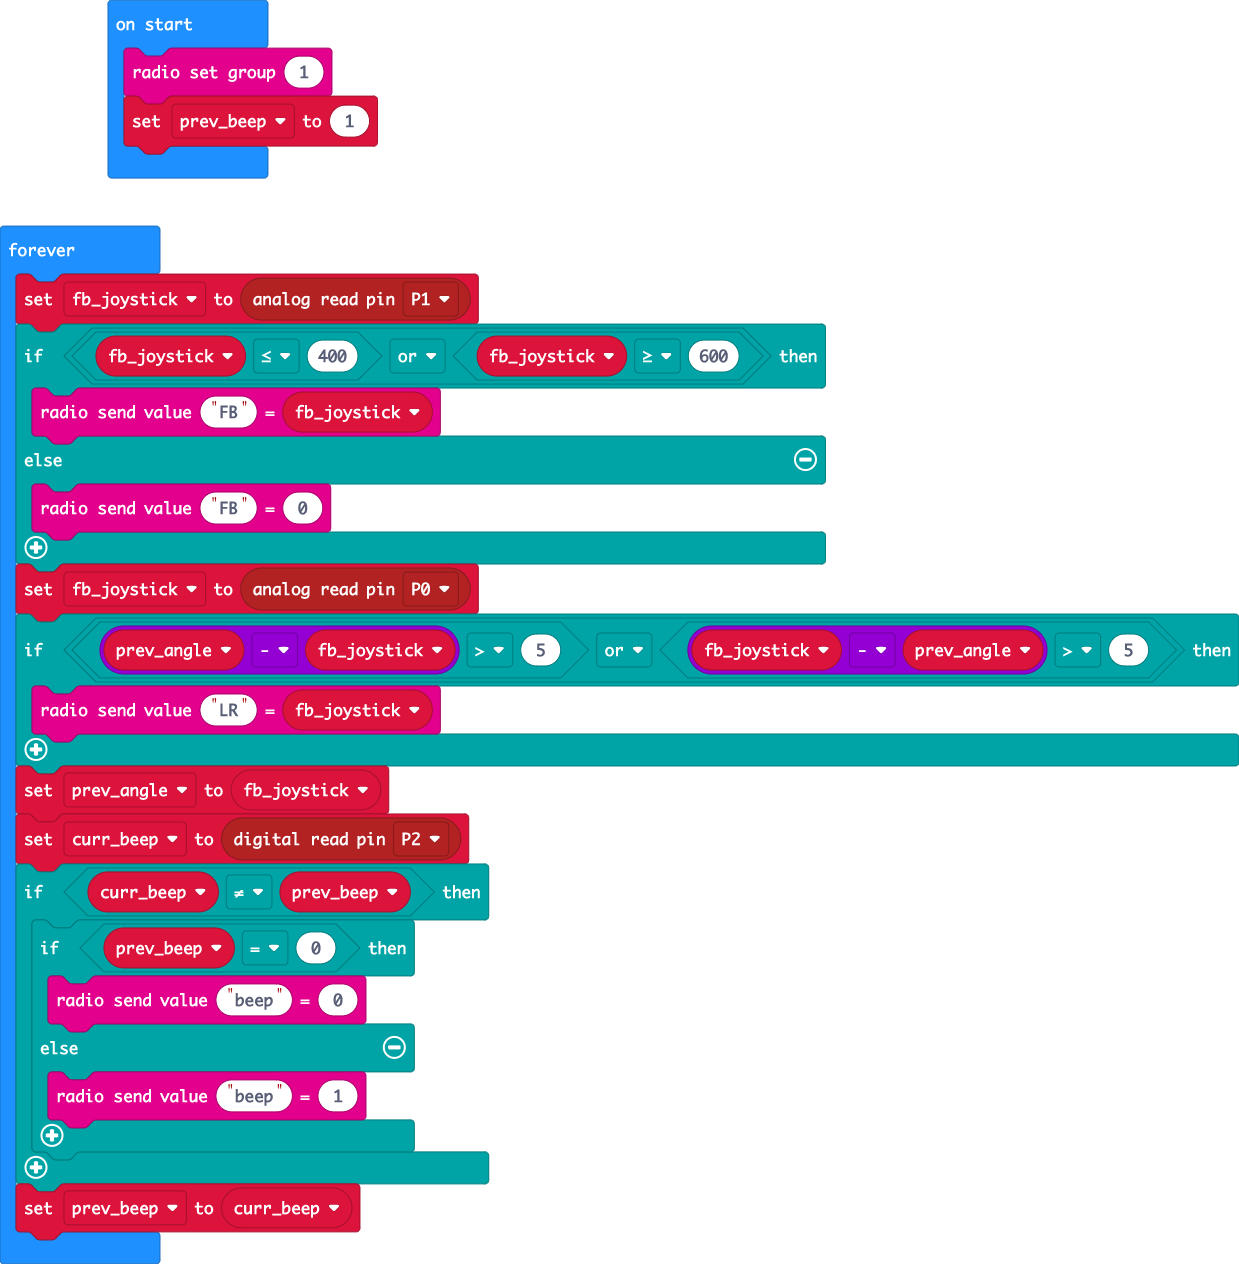 on start
radio set group 1
set prev_beep to 1
forever
set fb_joystick to analog read pin P1
if fb_joystick ≤ 400 or fb_joystick ≥ 600 then
radio send value "FB" = fb_joystick
else
radio send value "FB" = 0
set fb_joystick to analog read pin P0
if prev_angle - fb_joystick > 5 or fb_joystick - prev_angle > 5 then
radio send value "LR" = fb_joystick
set prev_angle to fb_joystick
set curr_beep to digital read pin P2
if curr_beep ≠ prev_beep then
if prev_beep = 0 then
radio send value "beep" = 0
else
radio send value "beep" = 1
set prev_beep to curr_beep